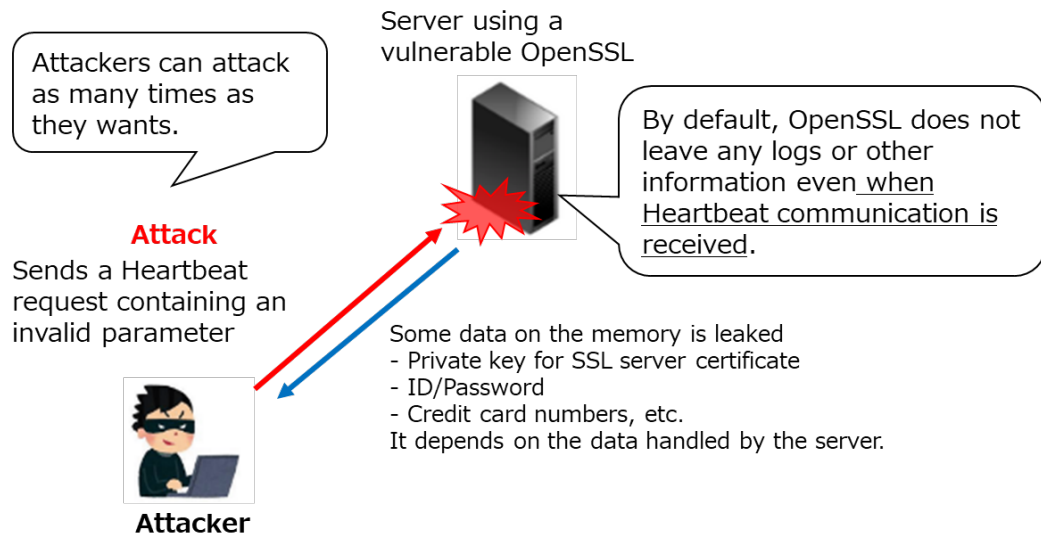 Server using a
vulnerable OpenSSL
Attackers can attack
as many times as
they wants.
By default, OpenSSL does not
leave any logs or other
information even when
Heartbeat communication is
received.
Attack
Sends a Heartbeat
request containing an
invalid parameter
Some data on the memory is leaked
- Private key for SSL server certificate
- ID/Password
- Credit card numbers, etc.
It depends on the data handled by the server.
Attacker